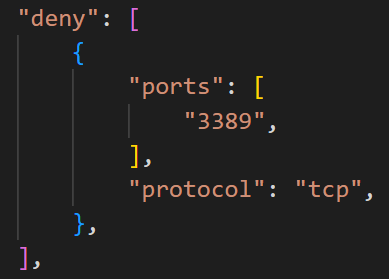 "deny": [
{
"ports": [
"3389",
],
"protocol": "tcp",
},
],